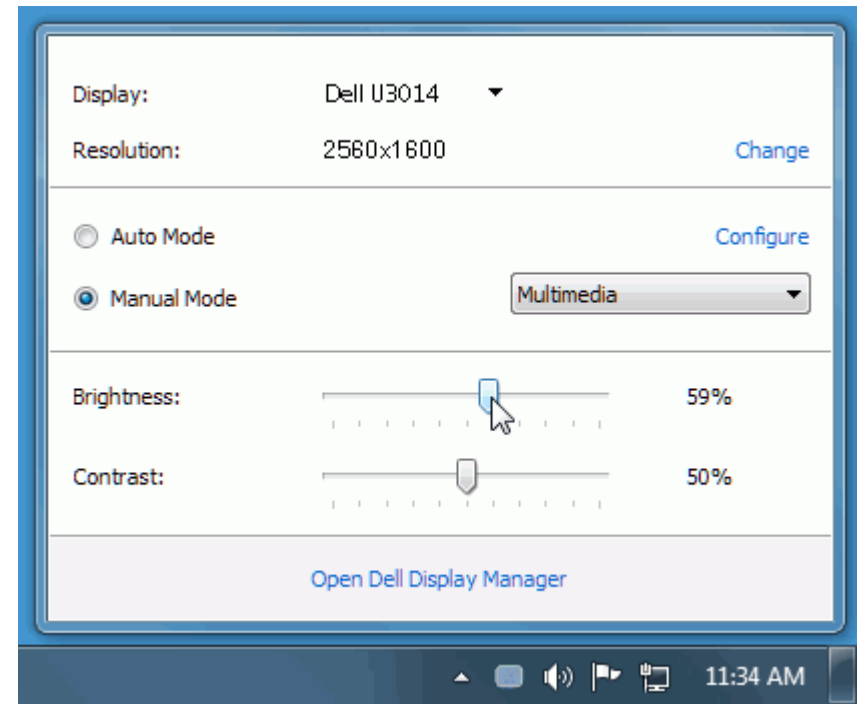 Display: Dell U3014
Resolution: 2560x1600 Change
Auto Mode Configure
Manual Mode Multimedia
Brightness: 59%
Contrast: 50%
Open Dell Display Manager
11:34 AM